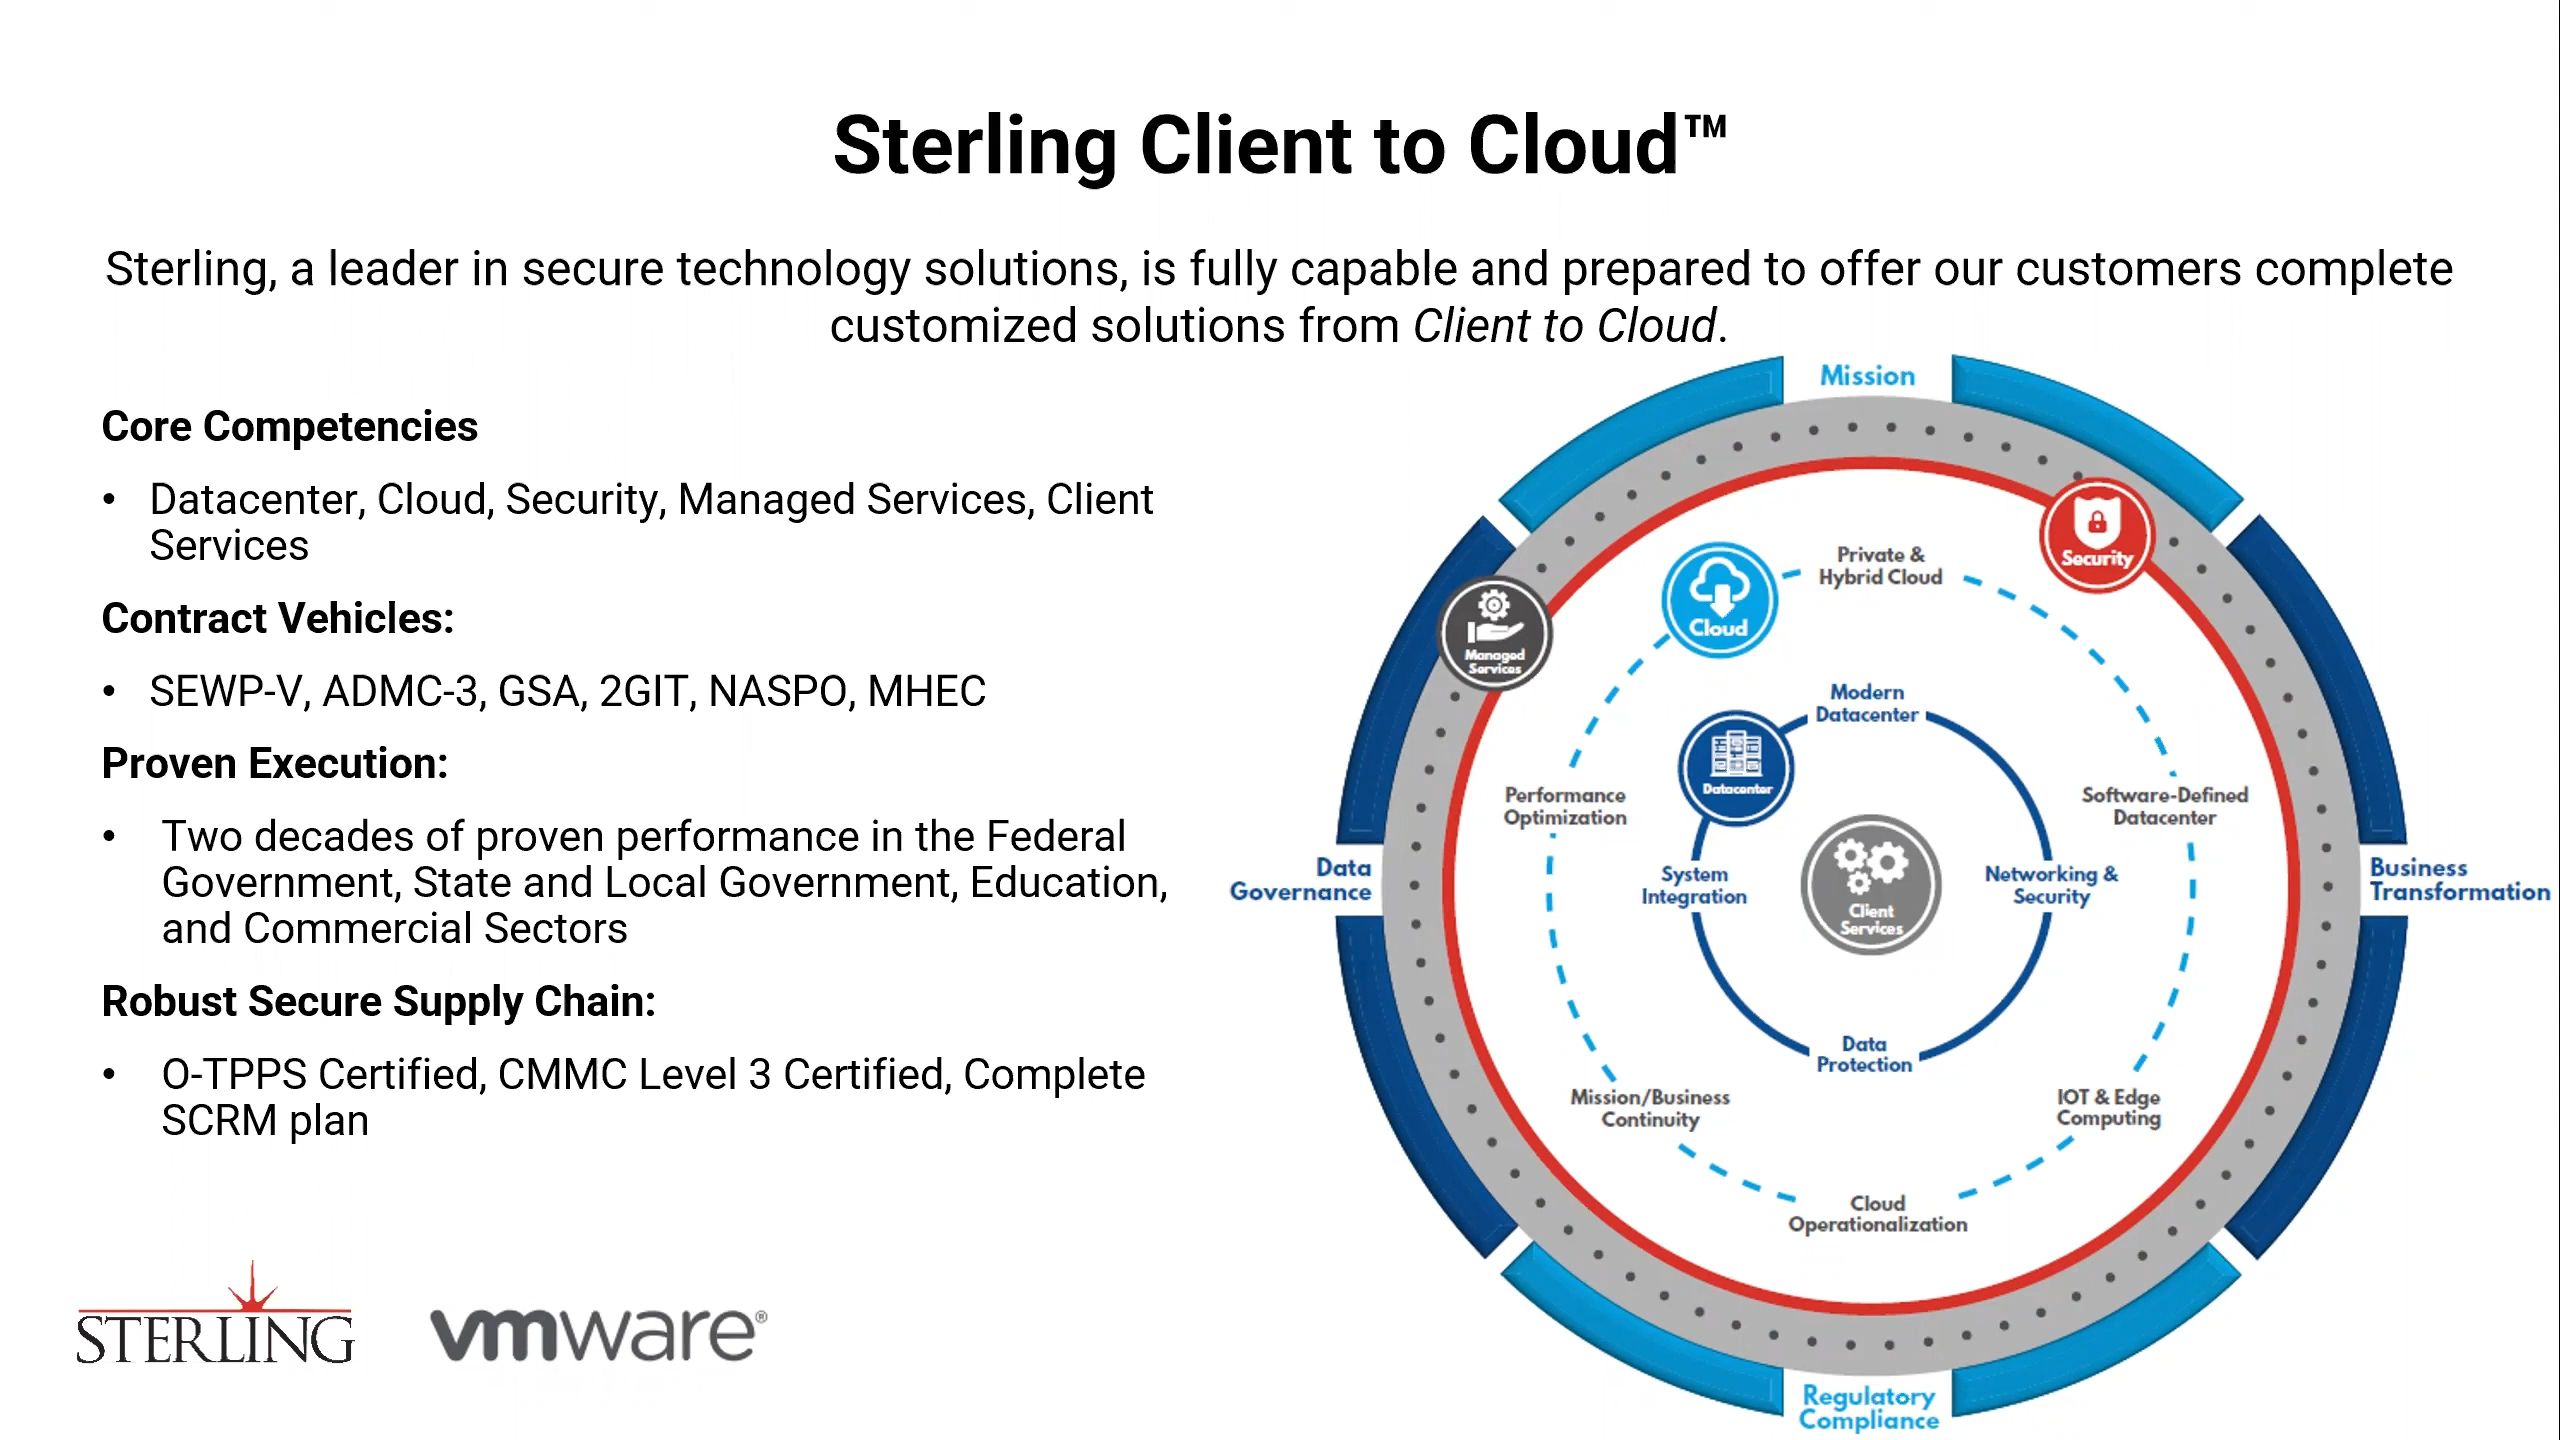 Sterling Client to Cloud™
Sterling, a leader in secure technology solutions, is fully capable and prepared to offer our customers complete
customized solutions from Client to Cloud.
Core Competencies
• Datacenter, Cloud, Security, Managed Services, Client
Services
Contract Vehicles:
• SEWP-V, ADMC-3, GSA, 2GIT, NASPO, MHEC
Proven Execution:
• Two decades of proven performance in the Federal
Government, State and Local Government, Education,
and Commercial Sectors
Robust Secure Supply Chain:
• O-TPPS Certified, CMMC Level 3 Certified, Complete
SCRM plan
STERLING
vmware®
Mission
Security
Managed
Services
Cloud
Private &
Hybrid Cloud
Modern
Datacenter
Datacenter
Performance
Optimization
Software-Defined
Datacenter
Data
Governance
System
Integration
Client
Services
Networking &
Security
Business
Transformation
Data
Protection
Mission/Business
Continuity
IOT & Edge
Computing
Cloud
Operationalization
Regulatory
Compliance